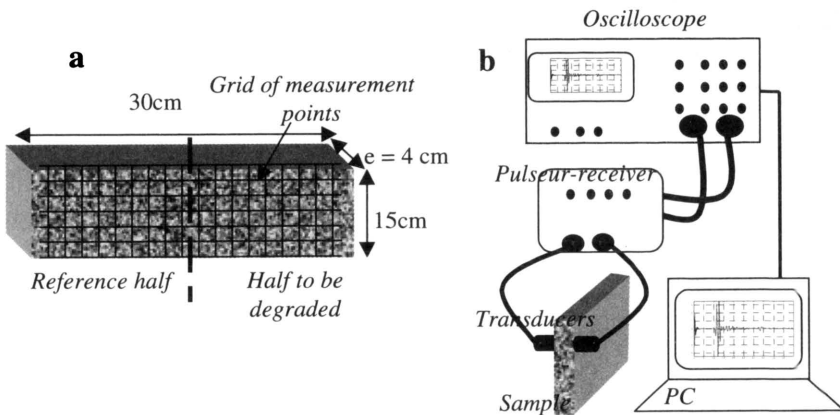 a
30cm
Grid of measurement
points
e = 4 cm
15cm
Reference half
Half to be
degraded
b
Oscilloscope
Pulseur-receiver
Transducers
Sample
PC